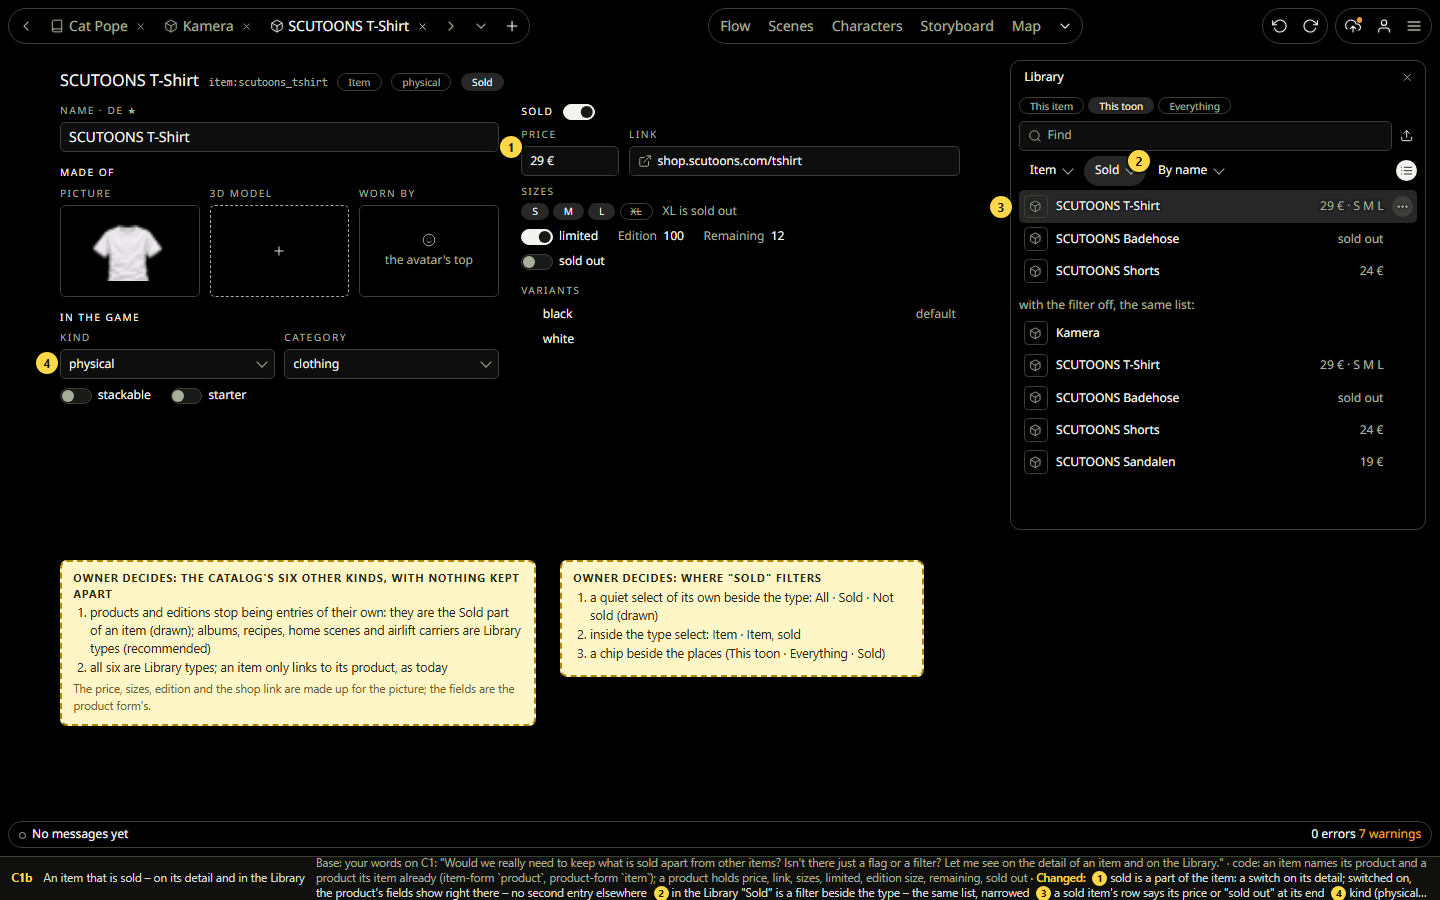 Cat Pope
Kamera
SCUTOONS T-Shirt
Flow
Scenes
Characters
Storyboard
Map
SCUTOONS T-Shirt item:scutoons_tshirt Item physical Sold
NAME · DE ★
SCUTOONS T-Shirt
MADE OF
PICTURE
3D MODEL
WORN BY
the avatar's top
IN THE GAME
KIND
CATEGORY
4
physical
clothing
stackable
starter
SOLD
PRICE
LINK
1
29 €
shop.scutoons.com/tshirt
SIZES
S M L XL XL is sold out
limited Edition 100 Remaining 12
sold out
VARIANTS
black default
white
Library
This item This toon Everything
Find
2
Item Sold By name
3
SCUTOONS T-Shirt 29 € · S M L
SCUTOONS Badehose sold out
SCUTOONS Shorts 24 €
with the filter off, the same list:
Kamera
SCUTOONS T-Shirt 29 € · S M L
SCUTOONS Badehose sold out
SCUTOONS Shorts 24 €
SCUTOONS Sandalen 19 €
OWNER DECIDES: THE CATALOG'S SIX OTHER KINDS, WITH NOTHING KEPT
APART
1. products and editions stop being entries of their own: they are the Sold part
of an item (drawn); albums, recipes, home scenes and airlift carriers are Library
types (recommended)
2. all six are Library types; an item only links to its product, as today
The price, sizes, edition and the shop link are made up for the picture; the fields are the
product form's.
OWNER DECIDES: WHERE "SOLD" FILTERS
1. a quiet select of its own beside the type: All · Sold · Not
sold (drawn)
2. inside the type select: Item · Item, sold
3. a chip beside the places (This toon · Everything · Sold)
No messages yet
0 errors 7 warnings
C1b An item that is sold – on its detail and in the Library
Base: your words on C1: "Would we really need to keep what is sold apart from other items? Isn't there just a flag or a filter? Let me see on the detail of an item and on the Library." · code: an item names its product and a
product its item already (item-form `product`, product-form `item`); a product holds price, link, sizes, limited, edition size, remaining, sold out · Changed: 1 sold is a part of the item: a switch on its detail; switched on,
the product's fields show right there – no second entry elsewhere 2 in the Library "Sold" is a filter beside the type – the same list, narrowed 3 a sold item's row says its price or "sold out" at its end 4 kind (physical...